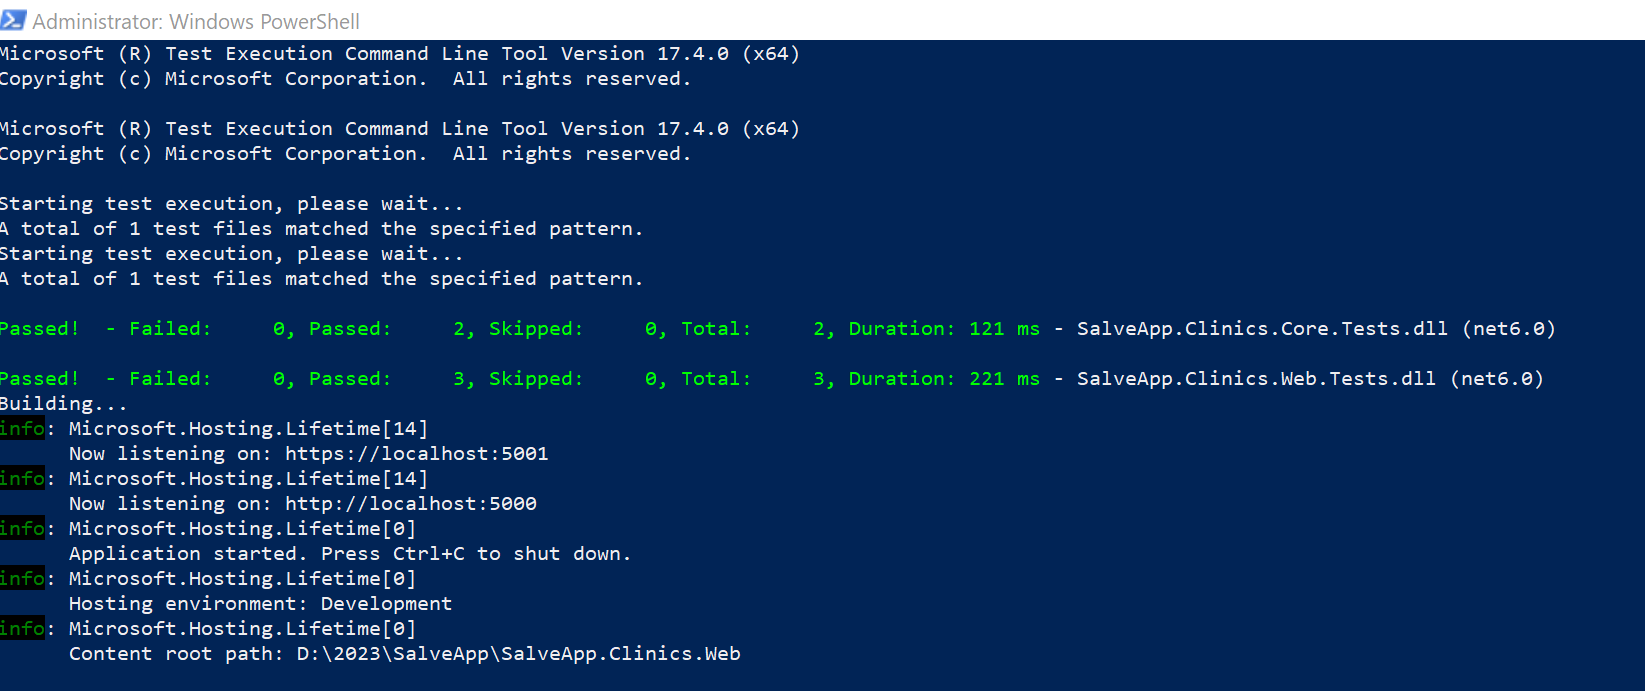 Administrator: Windows PowerShell
Microsoft (R) Test Execution Command Line Tool Version 17.4.0 (x64)
Copyright (c) Microsoft Corporation.  All rights reserved.
Microsoft (R) Test Execution Command Line Tool Version 17.4.0 (x64)
Copyright (c) Microsoft Corporation.  All rights reserved.
Starting test execution, please wait...
A total of 1 test files matched the specified pattern.
Starting test execution, please wait...
A total of 1 test files matched the specified pattern.
Passed!  - Failed:     0, Passed:     2, Skipped:     0, Total:     2, Duration: 121 ms - SalveApp.Clinics.Core.Tests.dll (net6.0)
Passed!  - Failed:     0, Passed:     3, Skipped:     0, Total:     3, Duration: 221 ms - SalveApp.Clinics.Web.Tests.dll (net6.0)
Building...
info: Microsoft.Hosting.Lifetime[14]
      Now listening on: https://localhost:5001
info: Microsoft.Hosting.Lifetime[14]
      Now listening on: http://localhost:5000
info: Microsoft.Hosting.Lifetime[0]
      Application started. Press Ctrl+C to shut down.
info: Microsoft.Hosting.Lifetime[0]
      Hosting environment: Development
info: Microsoft.Hosting.Lifetime[0]
      Content root path: D:\2023\SalveApp\SalveApp.Clinics.Web